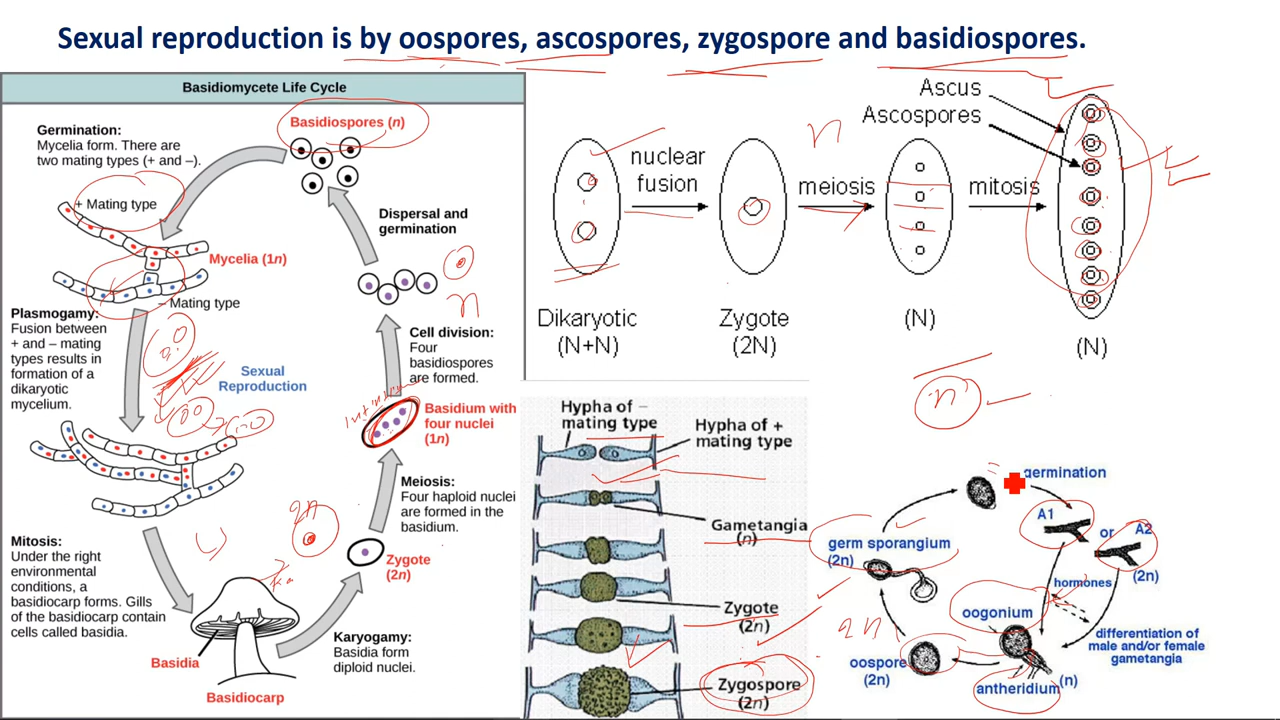 Sexual reproduction is by oospores, ascospores, zygospore and basidiospores.
Basidiomycete Life Cycle
Basidiospores (n)
Germination:
Mycelia form. There are
two mating types (+ and –).
+ Mating type
Mycelia (1n)
– Mating type
Plasmogamy:
Fusion between
+ and – mating
types results in
formation of a
dikaryotic
mycelium.
Sexual
Reproduction
Mitosis:
Under the right
environmental
conditions, a
basidiocarp forms. Gills
of the basidiocarp contain
cells called basidia.
Basidia
Basidiocarp
Karyogamy:
Basidia form
diploid nuclei.
Zygote
(2n)
2n
Meiosis:
Four haploid nuclei
are formed in the
basidium.
Basidium with
four nuclei
(1n)
Cell division:
Four
basidiospores
are formed.
n
Dispersal and
germination
nuclear
fusion
n
meiosis
mitosis
Ascus
Ascospores
Dikaryotic
(N+N)
Zygote
(2N)
(N)
(N)
n
Hypha of –
mating type
Hypha of +
mating type
Gametangia
(n)
Zygote
(2n)
Zygospore
(2n)
germination
A1
or
A2
(2n)
hormones
differentiation of
male and/or female
gametangia
oogonium
antheridium
(n)
oospore
(2n)
2n
germ sporangium
(2n)